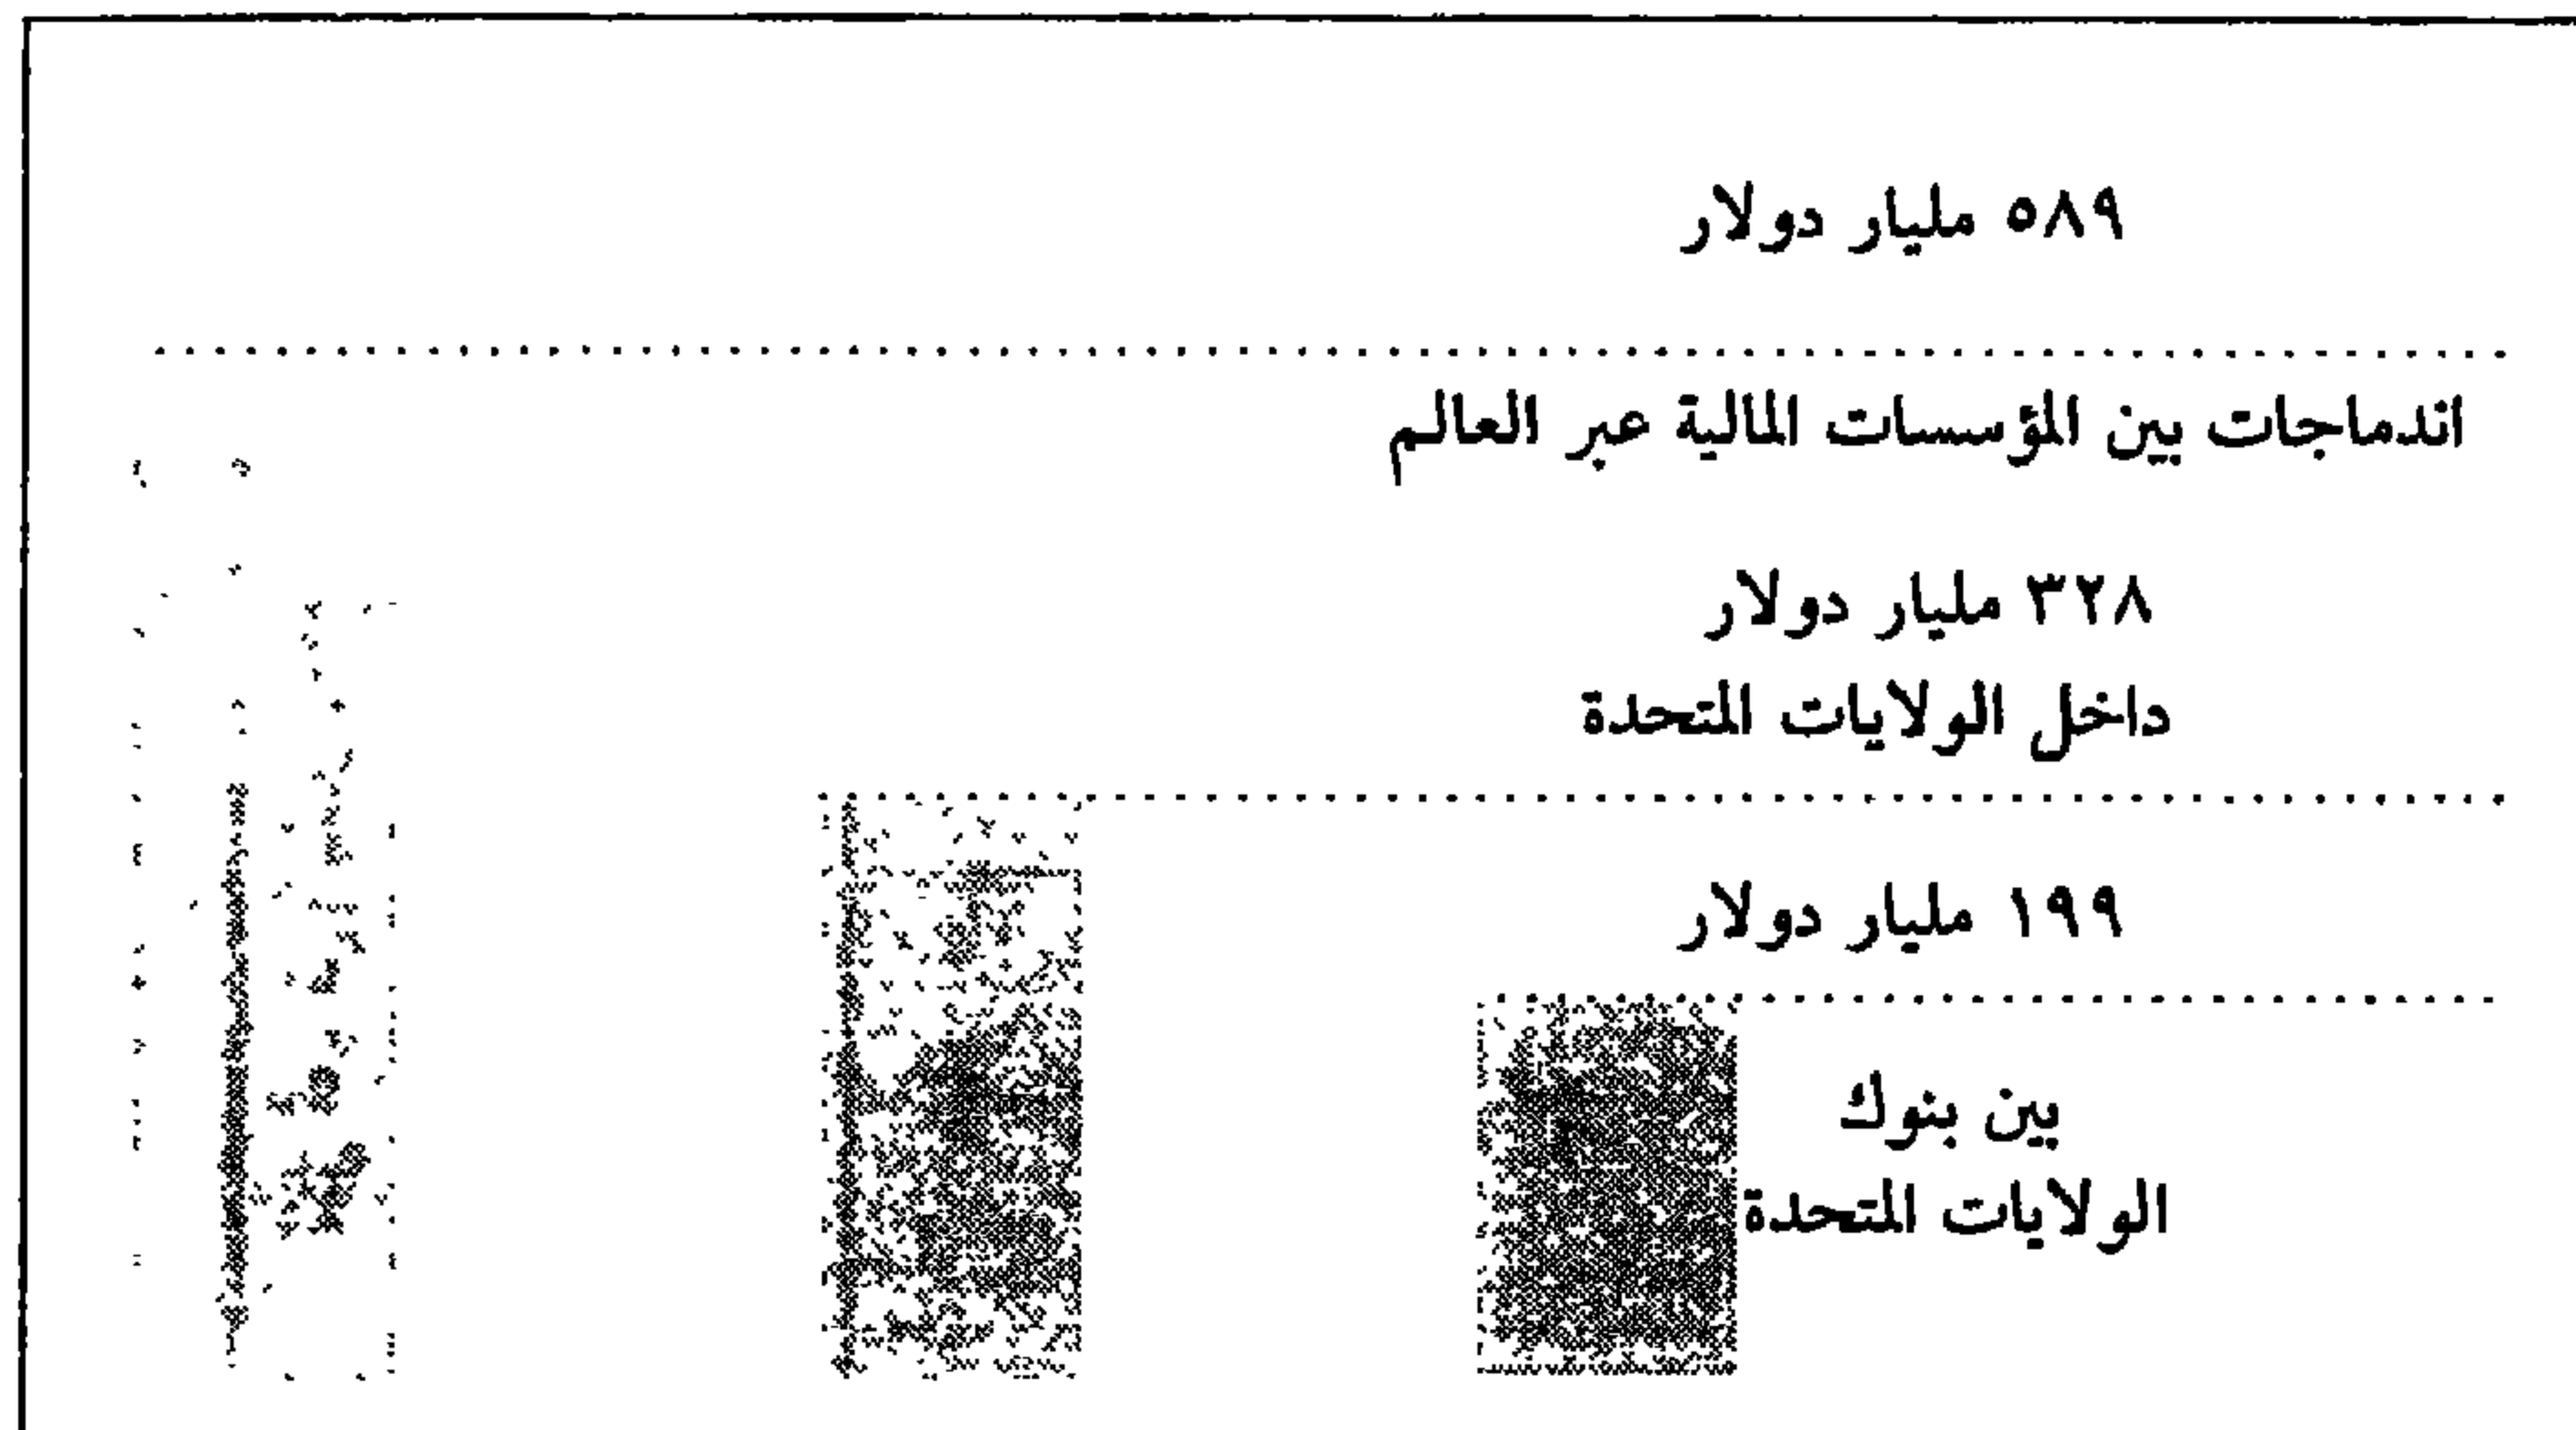 ٥٨٩ مليار دولار
اندماجات بين المؤسسات المالية عبر العالم
٣٢٨ مليار دولار
داخل الولايات المتحدة
١٩٩ مليار دولار
بين بنوك
الولايات المتحدة